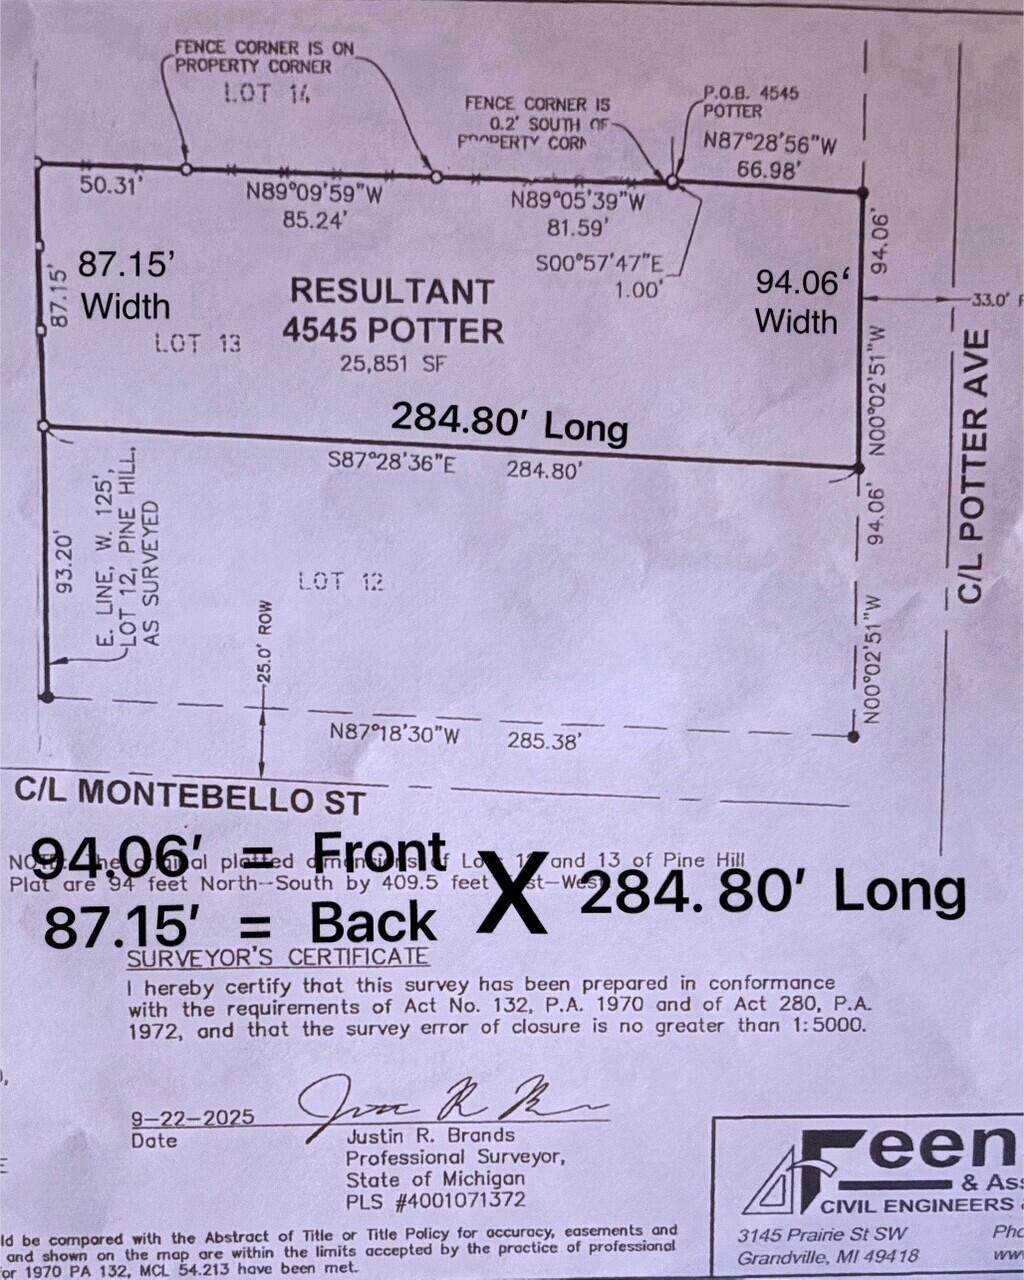 FENCE CORNER IS ON
PROPERTY CORNER
LOT 14
FENCE CORNER IS
0.2' SOUTH OF
PROPERTY CORN
P.O.B. 4545
POTTER
N87°28'56"W
66.98'
50.31'
N89°09'59"W
85.24'
N89°05'39"W
81.59'
S00°57'47"E
1.00'
94.06'
87.15'
87.15'
Width
RESULTANT
4545 POTTER
25,851 SF
LOT 13
94.06'
Width
33.0'
N00°02'51"W
C/L POTTER AVE
284.80' Long
S87°28'36"E 284.80'
94.06'
93.20'
E. LINE, W. 125',
LOT 12, PINE HILL,
AS SURVEYED
LOT 12
25.0' ROW
N00°02'51"W
N87°18'30"W 285.38'
C/L MONTEBELLO ST
94.06' = Front
87.15' = Back
X 284.80' Long
platted dimensions of and 13 of Pine Hill
Plat are 94 feet North-South by 409.5 feet
SURVEYOR'S CERTIFICATE
I hereby certify that this survey has been prepared in conformance
with the requirements of Act No. 132, P.A. 1970 and of Act 280, P.A.
1972, and that the survey error of closure is no greater than 1:5000.
9-22-2025
Date
Justin R. Brands
Professional Surveyor,
State of Michigan
PLS #4001071372
Feen
& Ass
CIVIL ENGINEERS
3145 Prairie St SW
Grandville, MI 49418
Pho
www
ld be compared with the Abstract of Title or Title Policy for accuracy, easements and
and shown on the map are within the limits accepted by the practice of professional
or 1970 PA 132, MCL 54.213 have been met.